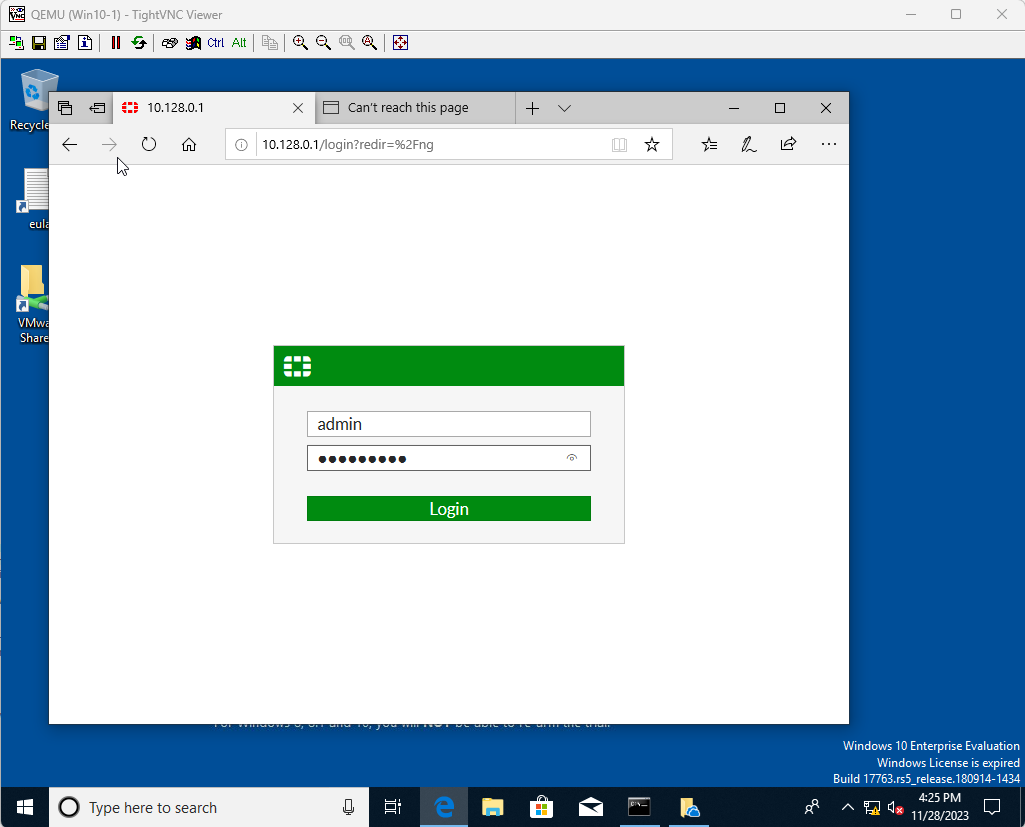 QEMU (Win10-1) - TightVNC Viewer
Ctrl Alt
Recycle
10.128.0.1
Can't reach this page
10.128.0.1/login?redir=%2Fng
eula
VMwa
Share
admin
●●●●●●●●●
Login
For Windows 8, 8.1 and 10, you will NOT be able to re-arm the trial.
Windows 10 Enterprise Evaluation
Windows License is expired
Build 17763.rs5_release.180914-1434
Type here to search
4:25 PM
11/28/2023